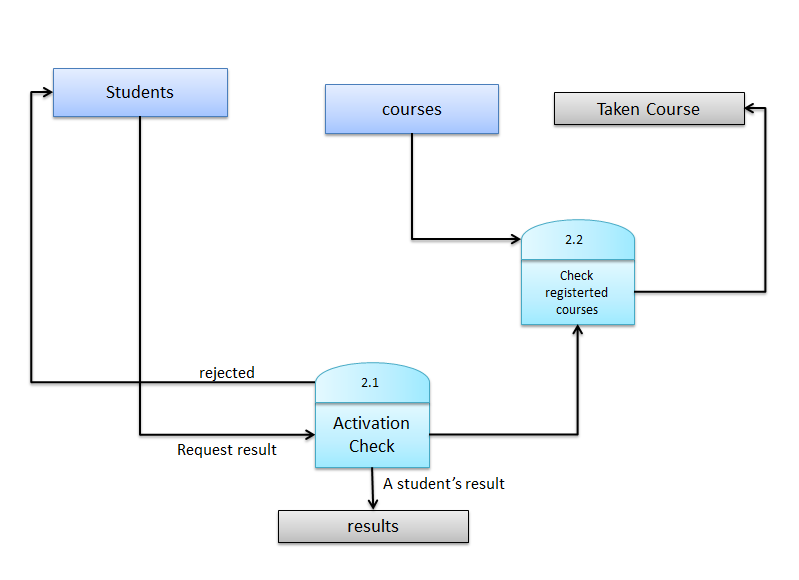 Students
courses
Taken Course
2.2
Check
registerted
courses
rejected
2.1
Activation
Check
Request result
A student's result
results